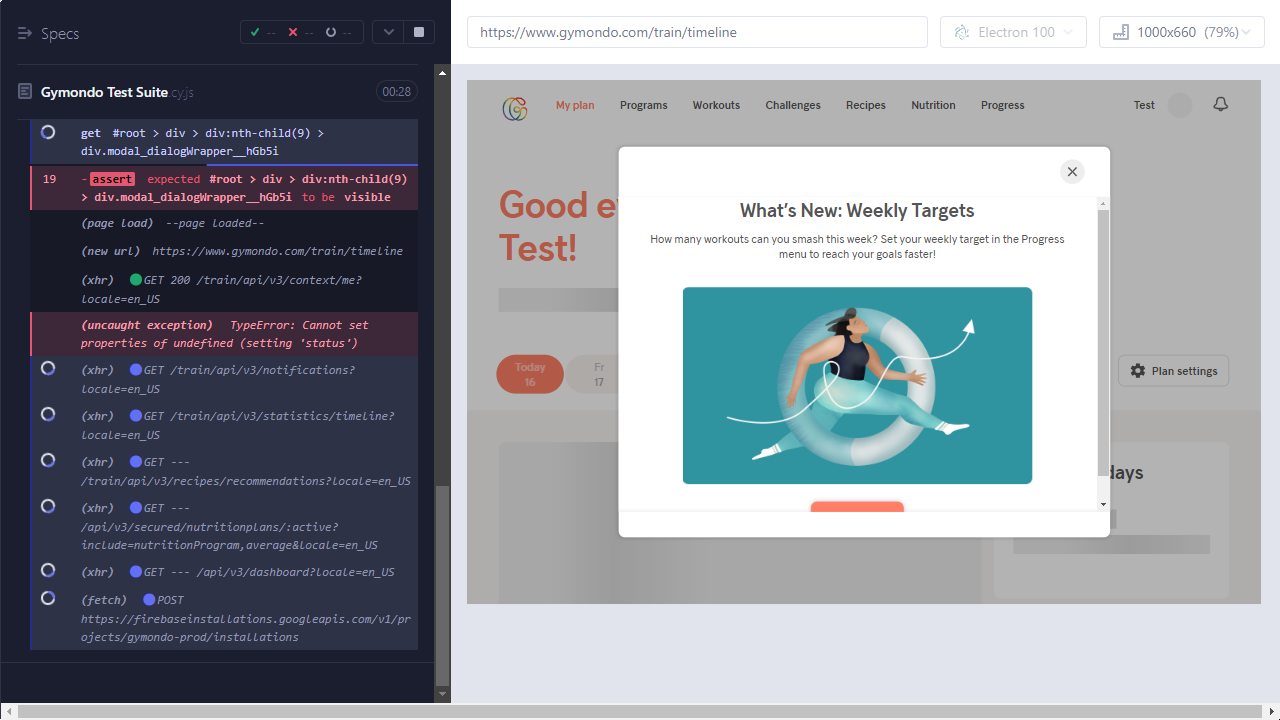 Specs
--
--
--
Gymondo Test Suite.cy.js
00:28
get #root > div > div:nth-child(9) >
div.modal_dialogWrapper__hGb5i
19 -assert expected #root > div > div:nth-child(9)
> div.modal_dialogWrapper__hGb5i to be visible
(page load) --page loaded--
(new url) https://www.gymondo.com/train/timeline
(xhr) GET 200 /train/api/v3/context/me?
locale=en_US
(uncaught exception) TypeError: Cannot set
properties of undefined (setting 'status')
(xhr) GET /train/api/v3/notifications?
locale=en_US
(xhr) GET /train/api/v3/statistics/timeline?
locale=en_US
(xhr) GET ---
/train/api/v3/recipes/recommendations?locale=en_US
(xhr) GET ---
/api/v3/secured/nutritionplans/:active?
include=nutritionProgram,average&locale=en_US
(xhr) GET --- /api/v3/dashboard?locale=en_US
(fetch) POST
https://firebaseinstallations.googleapis.com/v1/pr
ojects/gymondo-prod/installations
https://www.gymondo.com/train/timeline
Electron 100
1000x660 (79%)
My plan Programs Workouts Challenges Recipes Nutrition Progress Test
Good e
Test!
Today
16
Fr
17
Plan settings
days
What's New: Weekly Targets
How many workouts can you smash this week? Set your weekly target in the Progress
menu to reach your goals faster!